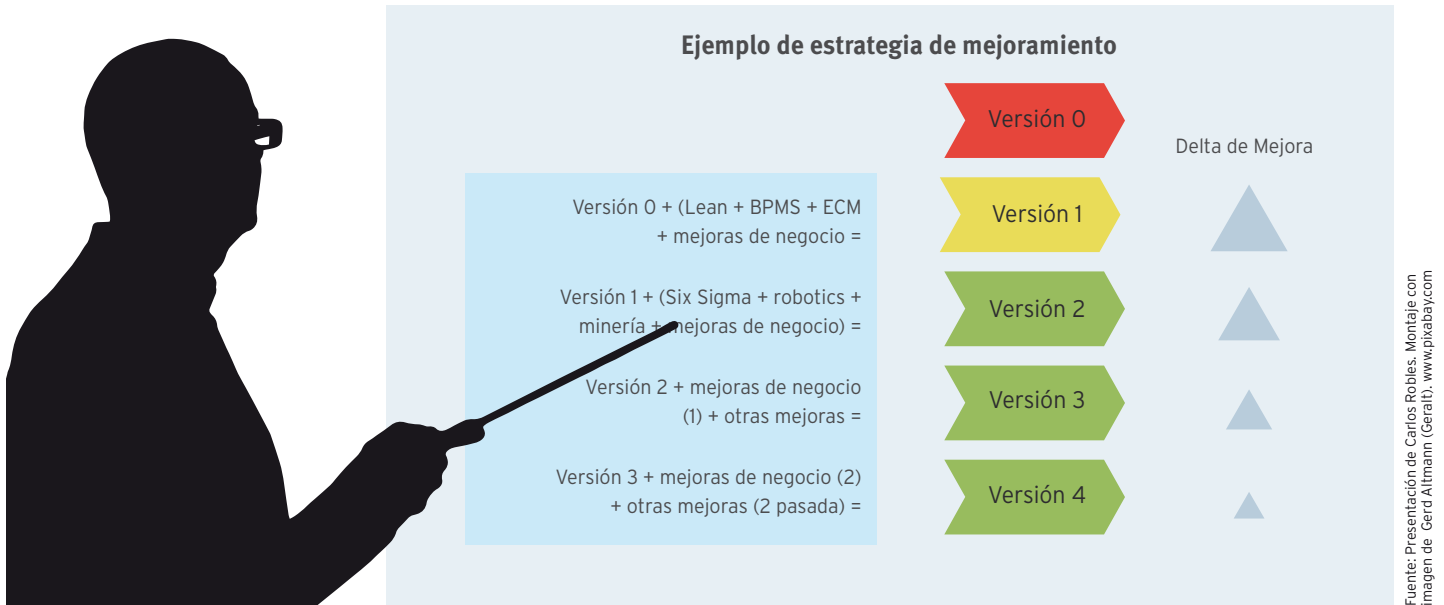 Ejemplo de estrategia de mejoramiento
Versión 0
Delta de Mejora
Versión 0 + (Lean + BPMS + ECM
+ mejoras de negocio =
Versión 1
Versión 1 + (Six Sigma + robotics +
minería + mejoras de negocio) =
Versión 2
Versión 2 + mejoras de negocio
(1) + otras mejoras =
Versión 3
Versión 3 + mejoras de negocio (2)
+ otras mejoras (2 pasada) =
Versión 4
Fuente: Presentación de Carlos Robles. Montaje con
imagen de Gerd Altmann (Geralt). www.pixabay.com